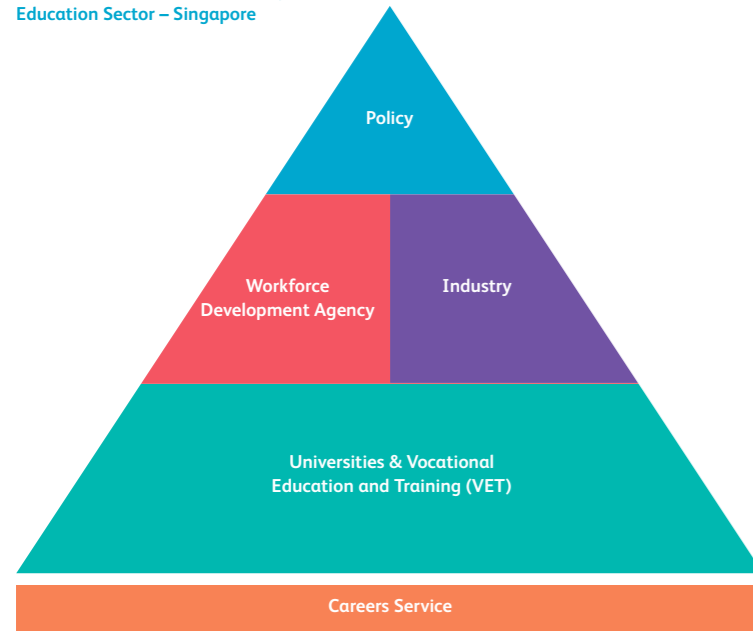 Education Sector – Singapore
Policy
Workforce
Development Agency
Industry
Universities & Vocational
Education and Training (VET)
Careers Service